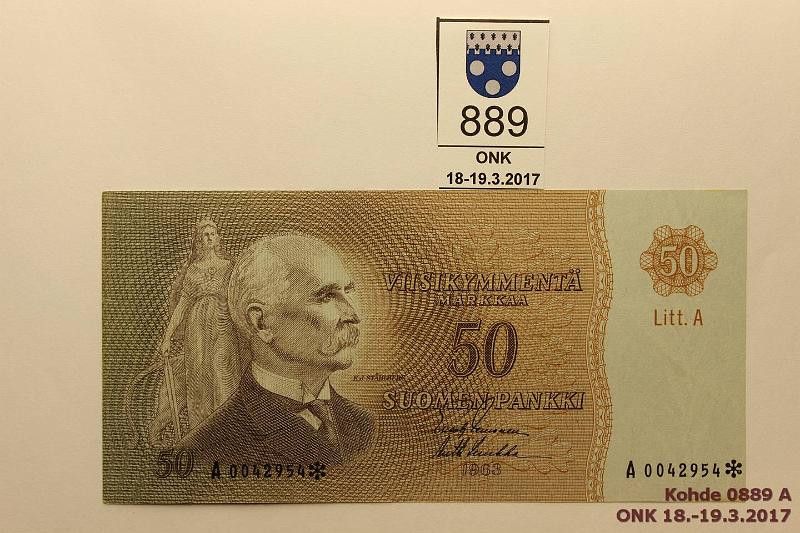 889
ONK
18-19.3.2017
50
VIISIKYMMENTÄ
MARKKAA
Litt. A
50
K.J. STÅHLBERG
SUOMEN PANKKI
50
A 0042954*
1963
A 0042954*
Kohde 0889 A
ONK 18.-19.3.2017